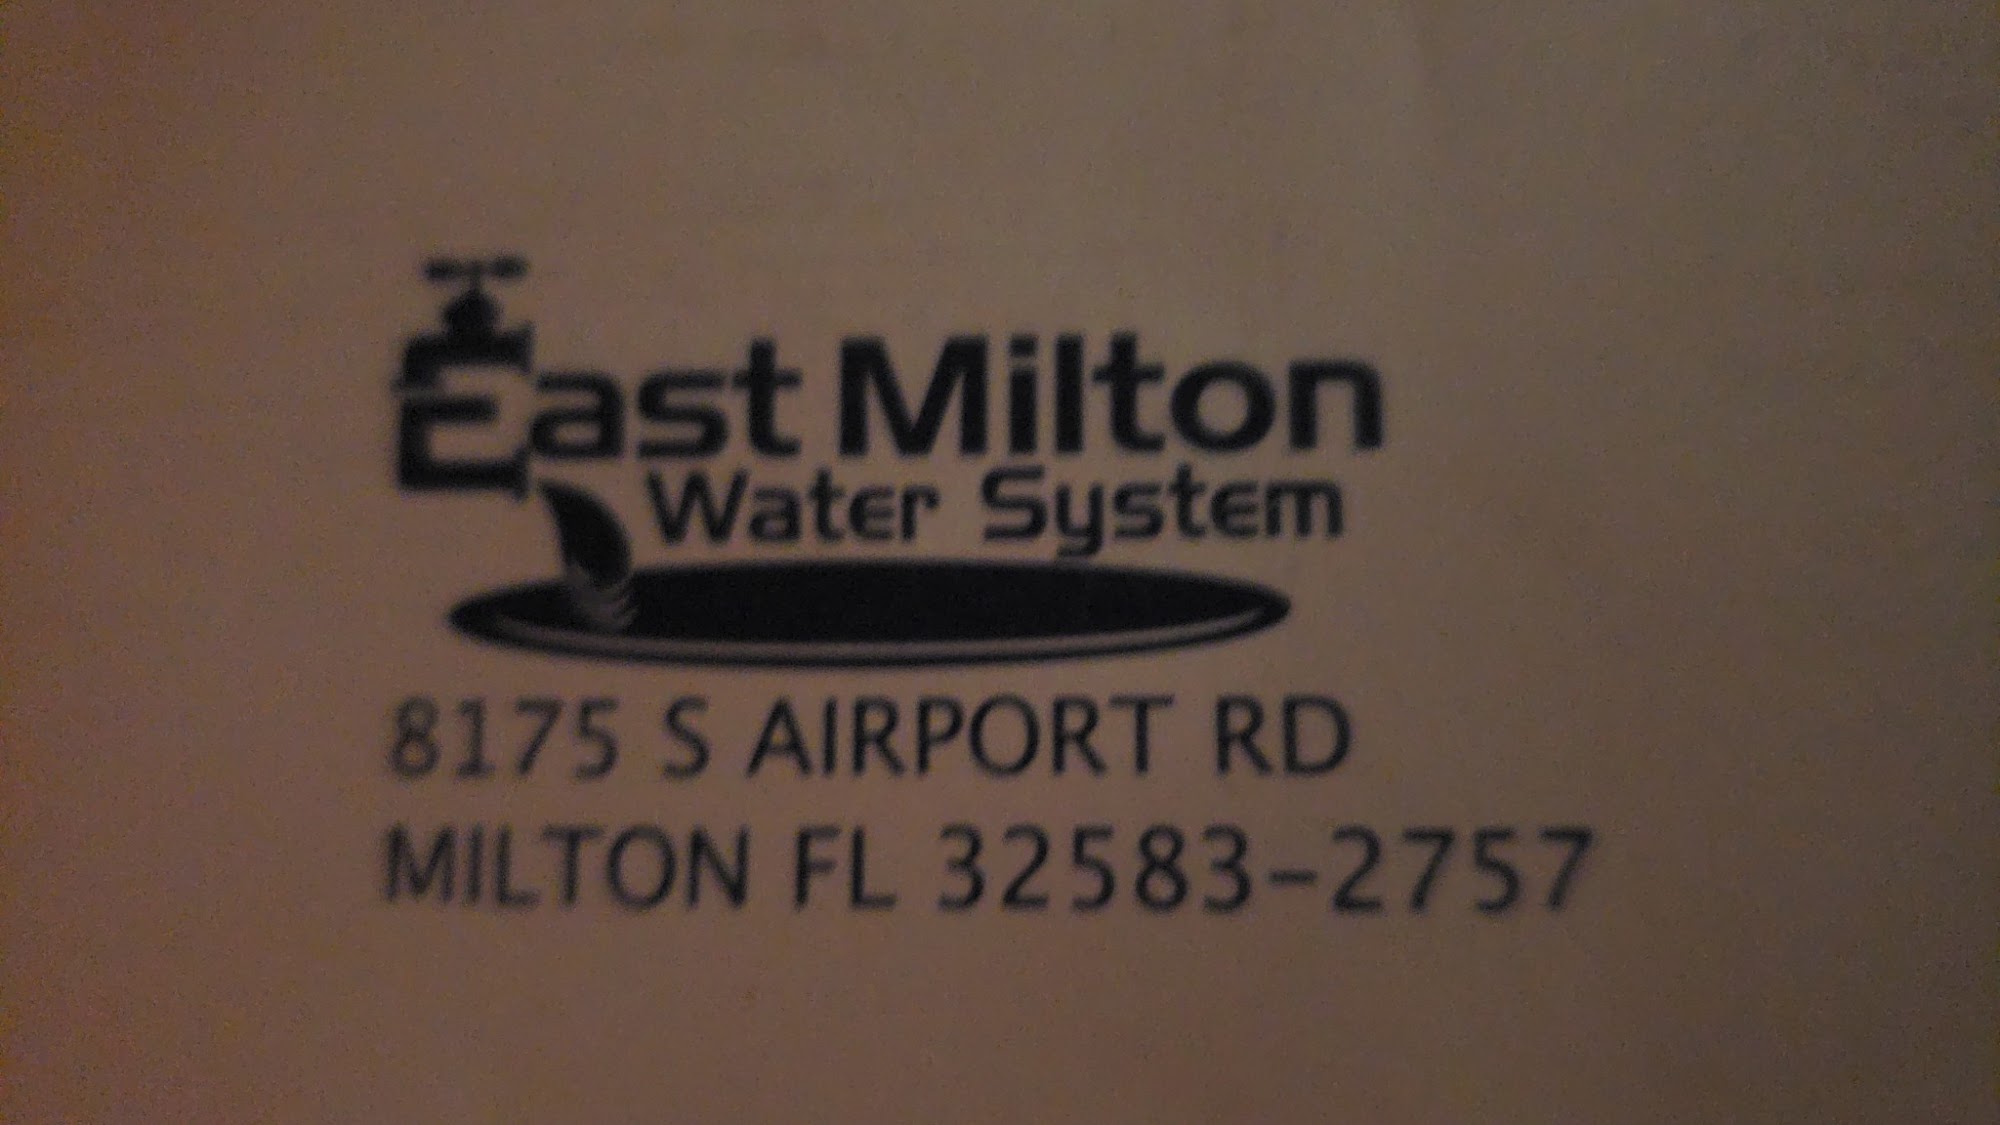 East Milton
Water System
8175 S AIRPORT RD
MILTON FL 32583-2757